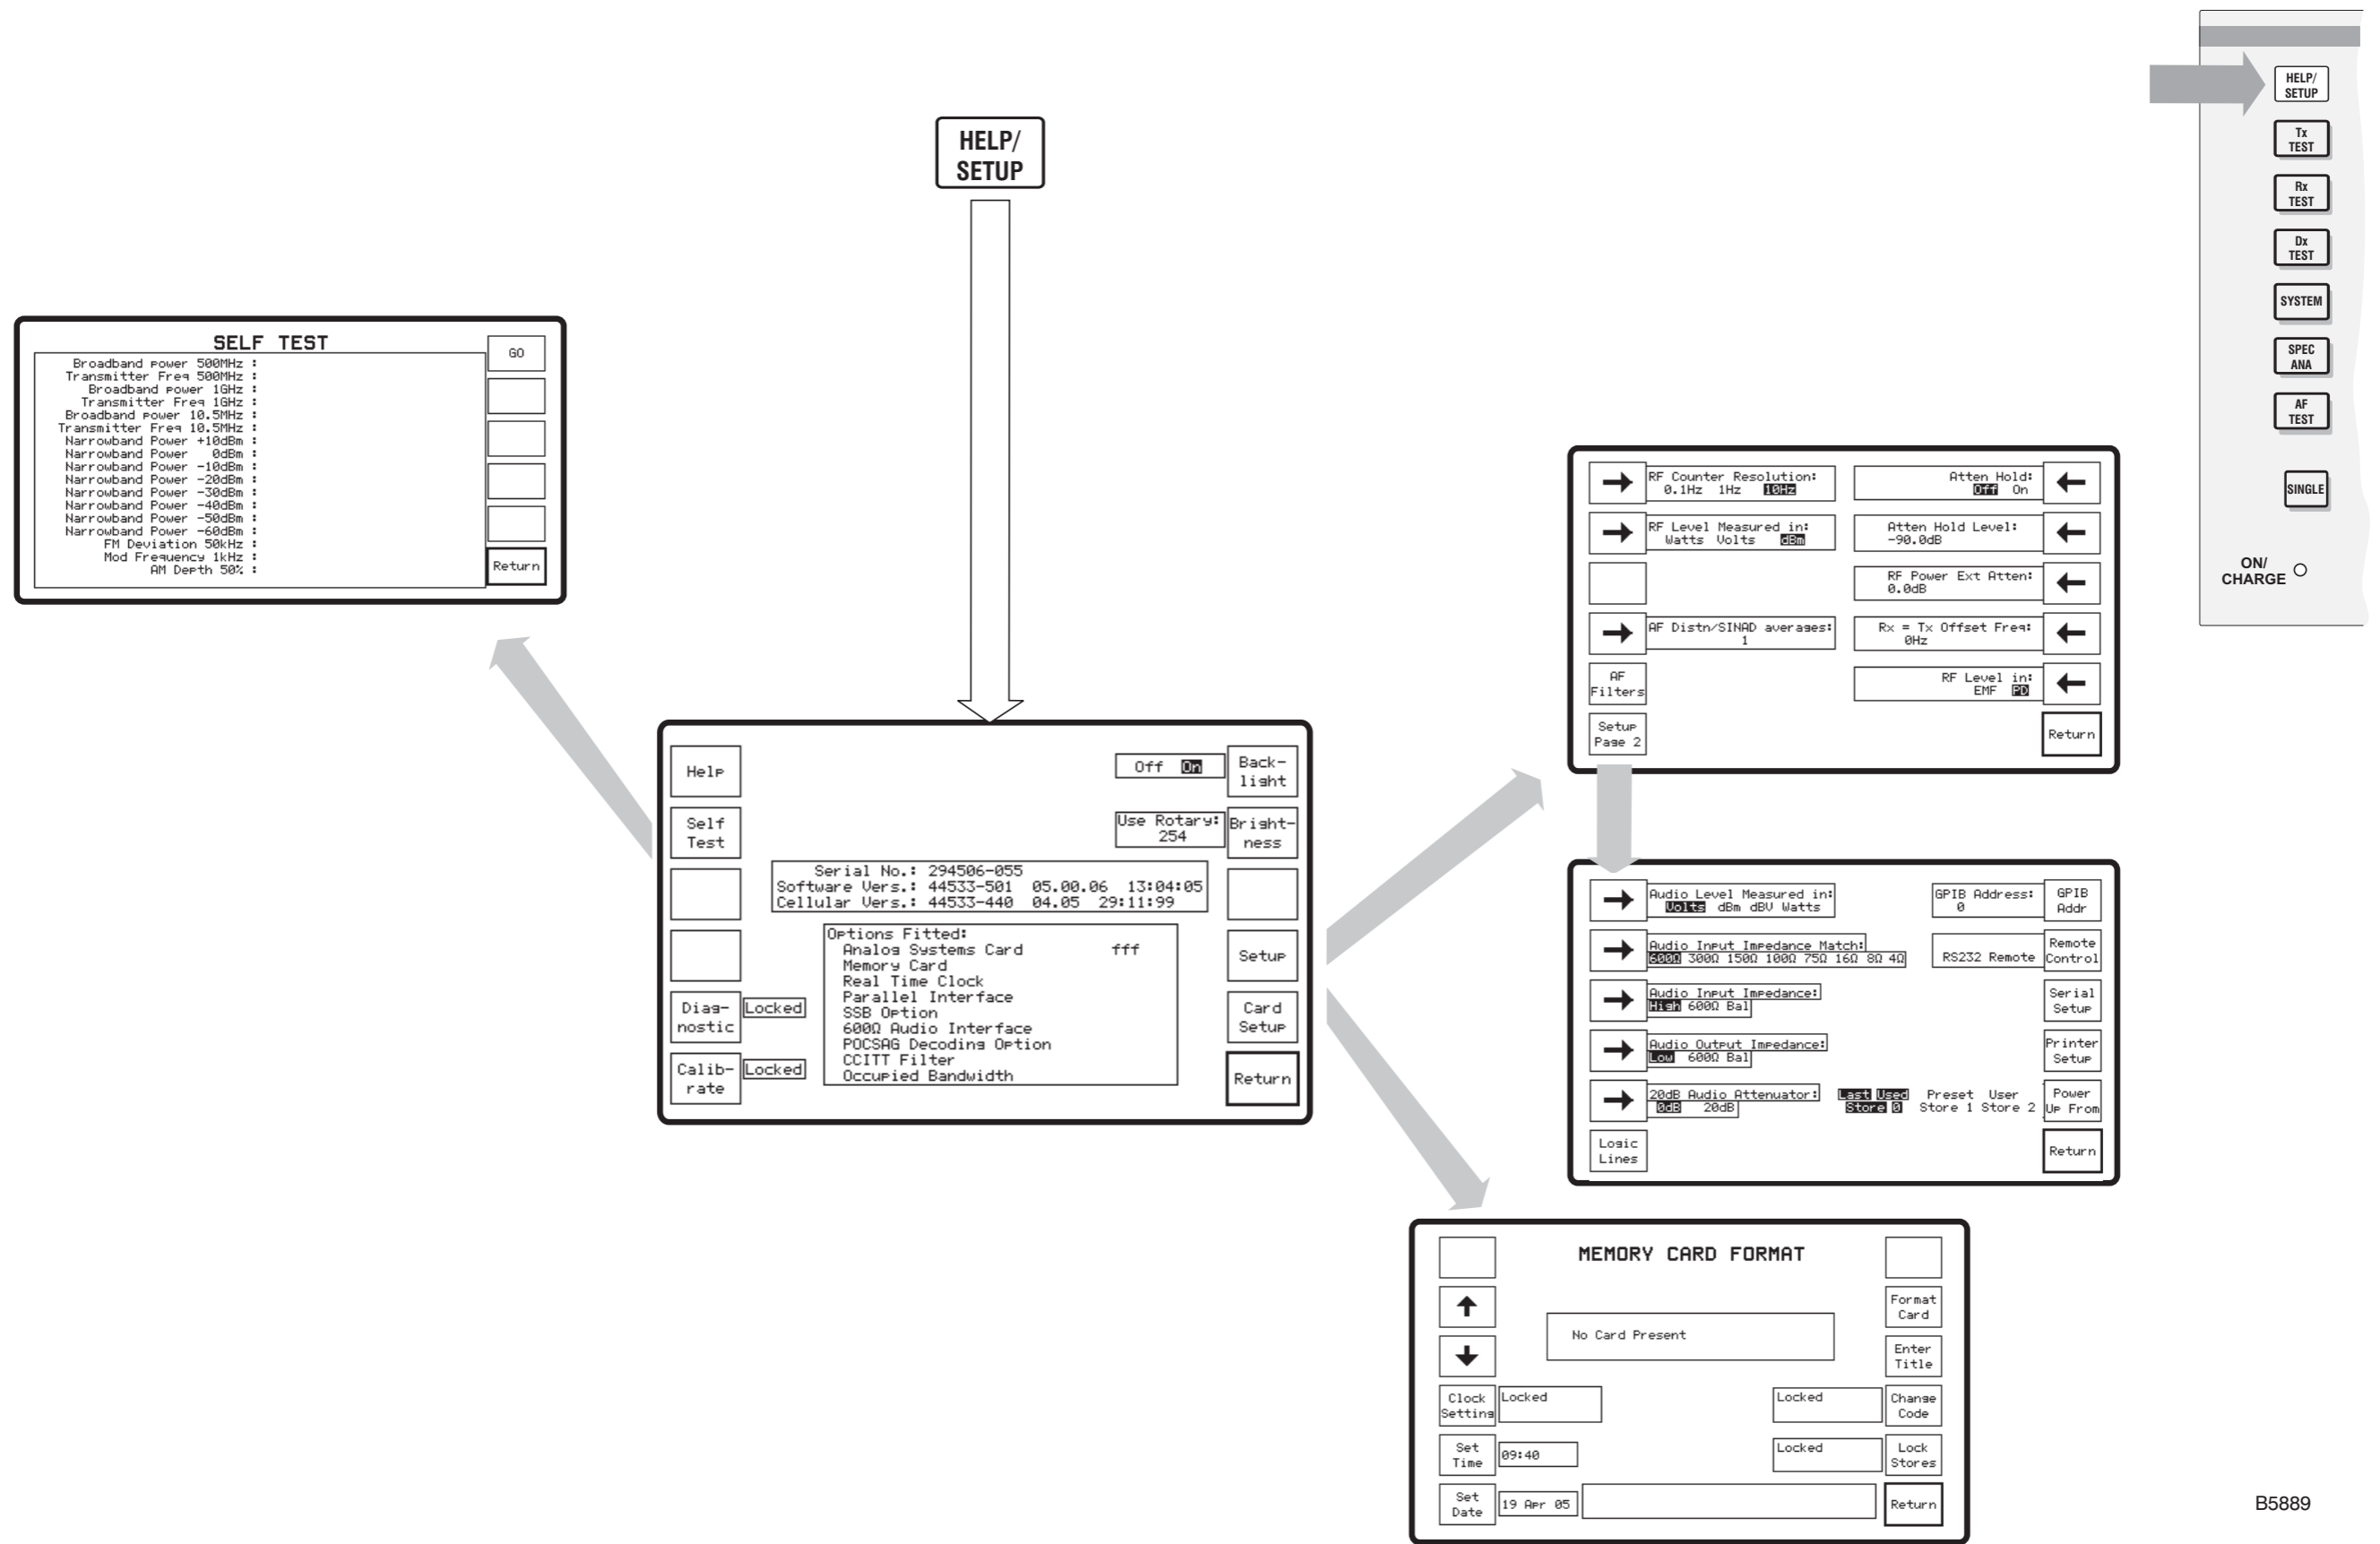 HELP/
SETUP
Tx
TEST
Rx
TEST
Dx
TEST
SYSTEM
SPEC
ANA
AF
TEST
SINGLE
ON/
CHARGE
HELP/
SETUP
SELF TEST
Broadband power 500MHz :
Transmitter Freq 500MHz :
Broadband power 1GHz :
Transmitter Freq 1GHz :
Broadband power 10.5MHz :
Transmitter Freq 10.5MHz :
Narrowband Power +10dBm :
Narrowband Power 0dBm :
Narrowband Power -10dBm :
Narrowband Power -20dBm :
Narrowband Power -30dBm :
Narrowband Power -40dBm :
Narrowband Power -50dBm :
Narrowband Power -60dBm :
FM Deviation 50kHz :
Mod Frequency 1kHz :
AM Depth 50% :
GO
Return
Help
Self
Test
Diag-
nostic
Locked
Calib-
rate
Locked
Off On
Back-
light
Use Rotary:
254
Bright-
ness
Serial No.: 294506-055
Software Vers.: 44533-501 05.00.06 13:04:05
Cellular Vers.: 44533-440 04.05 29:11:99
Options Fitted:
Analog Systems Card fff
Memory Card
Real Time Clock
Parallel Interface
SSB Option
600Ω Audio Interface
POCSAG Decoding Option
CCITT Filter
Occupied Bandwidth
Setup
Card
Setup
Return
RF Counter Resolution:
0.1Hz 1Hz 10Hz
RF Level Measured in:
Watts Volts dBm
AF Distn/SINAD averages:
1
AF
Filters
Setup
Page 2
Atten Hold:
Off On
Atten Hold Level:
-90.0dB
RF Power Ext Atten:
0.0dB
Rx = Tx Offset Freq:
0Hz
RF Level in:
EMF PD
Return
Audio Level Measured in:
Volts dBm dBV Watts
Audio Input Impedance Match:
600Ω 300Ω 150Ω 100Ω 75Ω 16Ω 8Ω 4Ω
Audio Input Impedance:
High 600Ω Bal
Audio Output Impedance:
Low 600Ω Bal
20dB Audio Attenuator:
0dB 20dB
Logic
Lines
GPIB Address:
0
GPIB
Addr
RS232 Remote
Remote
Control
Serial
Setup
Printer
Setup
Last Used Preset User
Store 0 Store 1 Store 2
Power
Up From
Return
MEMORY CARD FORMAT
No Card Present
Format
Card
Enter
Title
Clock
Setting
Locked
Locked
Change
Code
Set
Time
09:40
Locked
Lock
Stores
Set
Date
19 Apr 05
Return
B5889